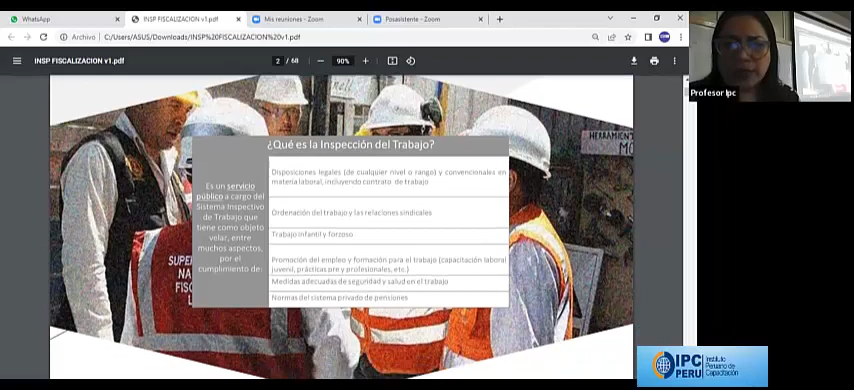 WhatsApp
INSP FISCALIZACION v1.pdf
Mis reuniones - Zoom
Posasistente - Zoom
Archivo | C:/Users/ASUS/Downloads/INSP%20FISCALIZACION%20v1.pdf
INSP FISCALIZACION v1.pdf
2 / 68
90%
¿Qué es la Inspección del Trabajo?
Es un servicio
público a cargo del
Sistema Inspectivo
de Trabajo que
tiene como objeto
velar, entre
muchos aspectos,
por el
cumplimiento de:
Disposiciones legales (de cualquier nivel o rango) y convencionales en
materia laboral, incluyendo contrato de trabajo
Ordenación del trabajo y las relaciones sindicales
Trabajo infantil y forzoso
Promoción del empleo y formación para el trabajo (capacitación laboral
juvenil, prácticas pre y profesionales, etc.)
Medidas adecuadas de seguridad y salud en el trabajo
Normas del sistema privado de pensiones
HERRAMIENT
MO
SUPE
NA
FISC
L
Profesor Ipc
IPC
PERU
Instituto
Peruano de
Capacitación